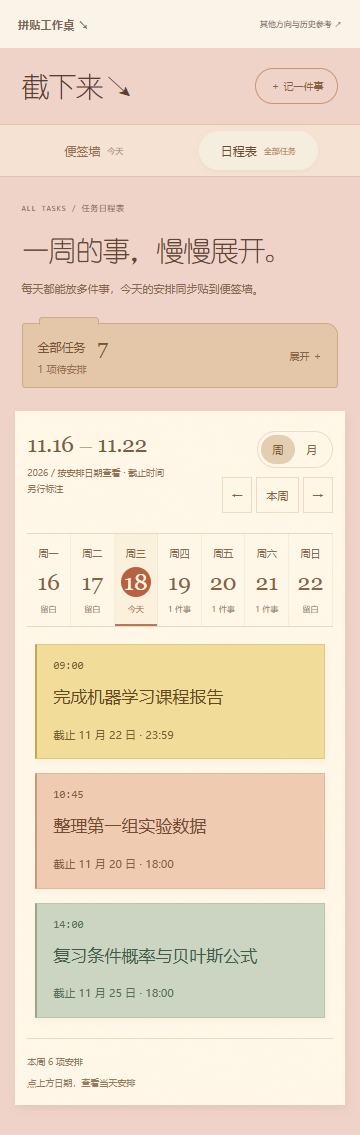 拼贴工作桌 ↘
其他方向与历史参考 ↗
截下来↘
+ 记一件事
便签墙 今天
日程表 全部任务
ALL TASKS / 任务日程表
一周的事，慢慢展开。
每天都能放多件事，今天的安排同步贴到便签墙。
全部任务 7
1 项待安排
展开 +
11.16 — 11.22
周 月
2026 / 按安排日期查看 · 截止时间
另行标注
← 本周 →
周一 周二 周三 周四 周五 周六 周日
16 17 18 19 20 21 22
留白 留白 今天 1 件事 1 件事 1 件事 留白
09:00
完成机器学习课程报告
截止 11 月 22 日 · 23:59
10:45
整理第一组实验数据
截止 11 月 20 日 · 18:00
14:00
复习条件概率与贝叶斯公式
截止 11 月 25 日 · 18:00
本周 6 项安排
点上方日期，查看当天安排